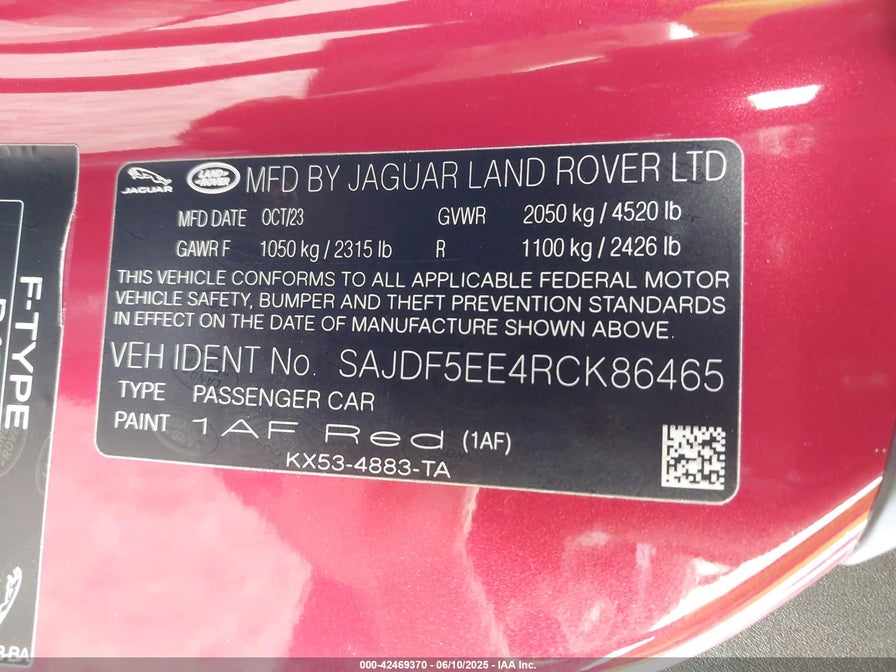 JAGUAR LAND ROVER MFD BY JAGUAR LAND ROVER LTD
MFD DATE OCT/23 GVWR 2050 kg / 4520 lb
GAWR F 1050 kg / 2315 lb R 1100 kg / 2426 lb
THIS VEHICLE CONFORMS TO ALL APPLICABLE FEDERAL MOTOR
VEHICLE SAFETY, BUMPER AND THEFT PREVENTION STANDARDS
IN EFFECT ON THE DATE OF MANUFACTURE SHOWN ABOVE.
VEH IDENT No. SAJDF5EE4RCK86465
TYPE PASSENGER CAR
PAINT 1AF Red (1AF)
KX53-4883-TA
F-TYPE
000-42469370 - 06/10/2025 - IAA Inc.